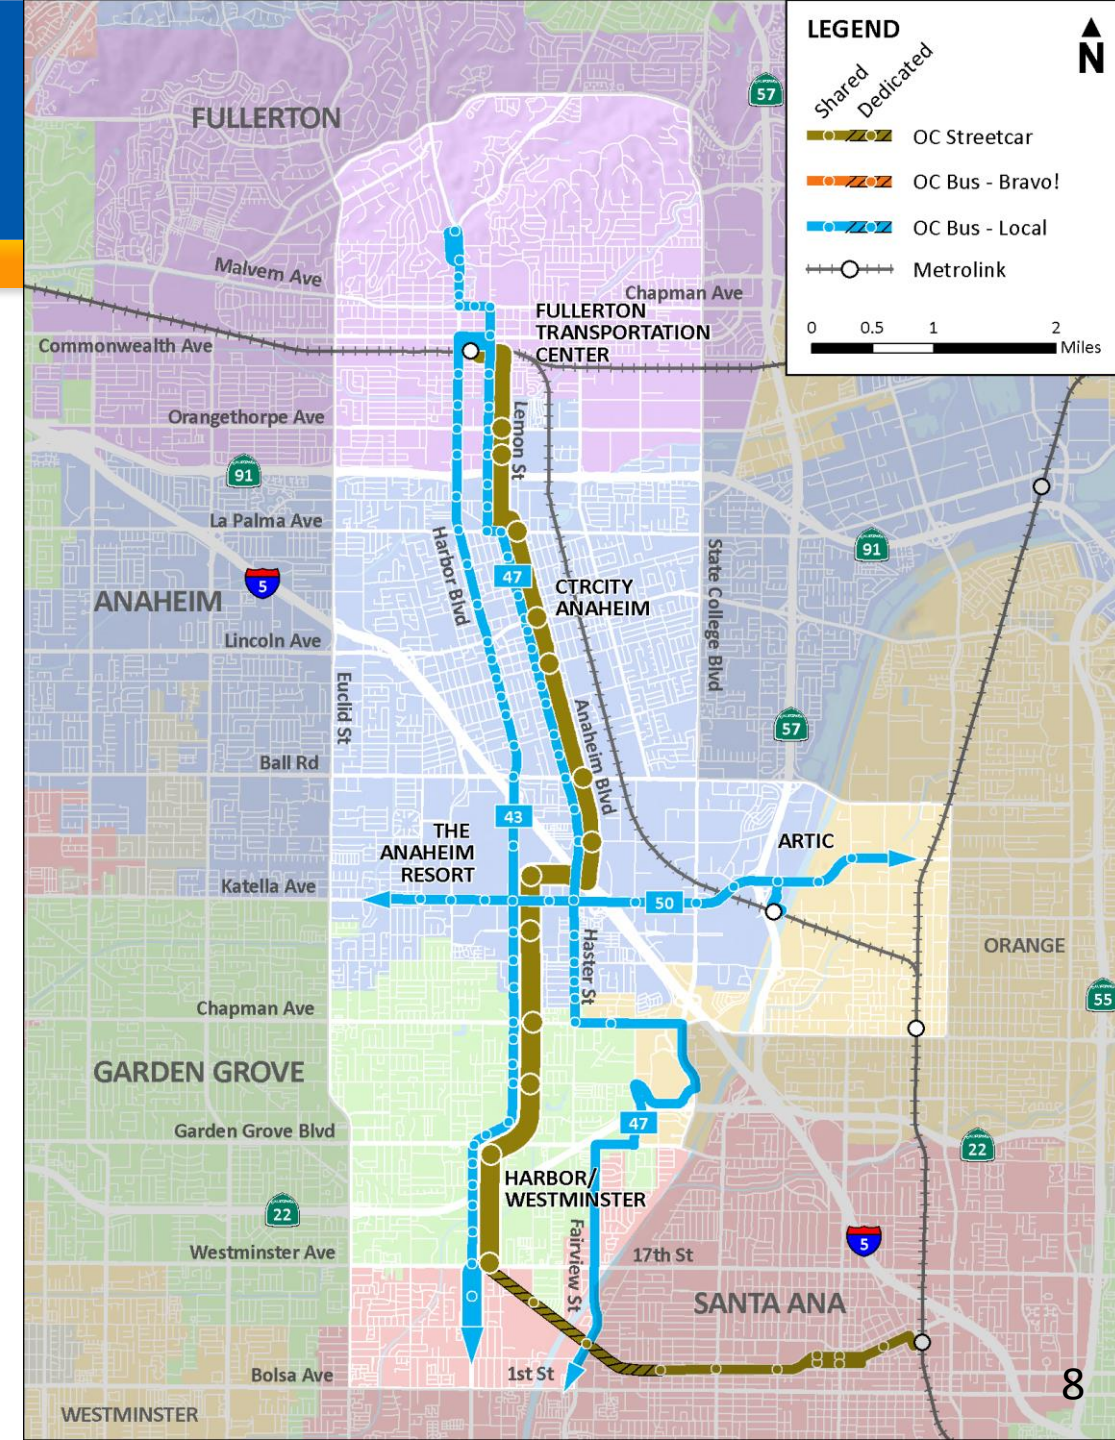 LEGEND
N
Shared
Dedicated
OC Streetcar
OC Bus - Bravo!
OC Bus - Local
Metrolink
0 0.5 1 2
Miles
57
FULLERTON
Malvern Ave
Chapman Ave
FULLERTON
TRANSPORTATION
CENTER
Commonwealth Ave
Orangethorpe Ave
Lemon St
91
La Palma Ave
Harbor Blvd
State College Blvd
91
5
47
CTRCITY
ANAHEIM
ANAHEIM
Lincoln Ave
Euclid St
Anaheim Blvd
57
Ball Rd
43
THE
ANAHEIM
RESORT
ARTIC
Katella Ave
50
Haster St
ORANGE
55
Chapman Ave
GARDEN GROVE
47
Garden Grove Blvd
22
HARBOR/
WESTMINSTER
22
Fairview St
Westminster Ave
17th St
5
SANTA ANA
Bolsa Ave
1st St
8
WESTMINSTER